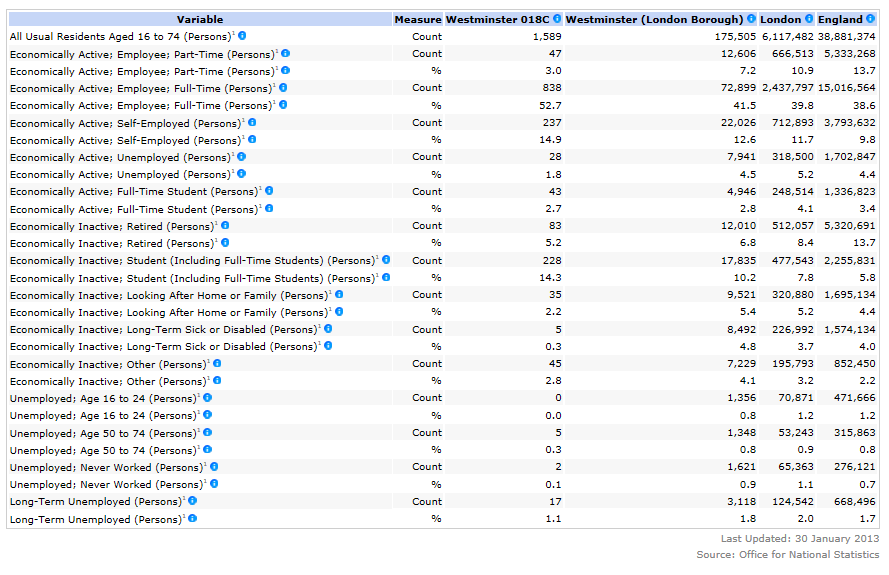 Variable Measure Westminster 018C Westminster (London Borough) London England
All Usual Residents Aged 16 to 74 (Persons)¹ Count 1,589 175,505 6,117,482 38,881,374
Economically Active; Employee; Part-Time (Persons)¹ Count 47 12,606 666,513 5,333,268
Economically Active; Employee; Part-Time (Persons)¹ % 3.0 7.2 10.9 13.7
Economically Active; Employee; Full-Time (Persons)¹ Count 838 72,899 2,437,797 15,016,564
Economically Active; Employee; Full-Time (Persons)¹ % 52.7 41.5 39.8 38.6
Economically Active; Self-Employed (Persons)¹ Count 237 22,026 712,893 3,793,632
Economically Active; Self-Employed (Persons)¹ % 14.9 12.6 11.7 9.8
Economically Active; Unemployed (Persons)¹ Count 28 7,941 318,500 1,702,847
Economically Active; Unemployed (Persons)¹ % 1.8 4.5 5.2 4.4
Economically Active; Full-Time Student (Persons)¹ Count 43 4,946 248,514 1,336,823
Economically Active; Full-Time Student (Persons)¹ % 2.7 2.8 4.1 3.4
Economically Inactive; Retired (Persons)¹ Count 83 12,010 512,057 5,320,691
Economically Inactive; Retired (Persons)¹ % 5.2 6.8 8.4 13.7
Economically Inactive; Student (Including Full-Time Students) (Persons)¹ Count 228 17,835 477,543 2,255,831
Economically Inactive; Student (Including Full-Time Students) (Persons)¹ % 14.3 10.2 7.8 5.8
Economically Inactive; Looking After Home or Family (Persons)¹ Count 35 9,521 320,880 1,695,134
Economically Inactive; Looking After Home or Family (Persons)¹ % 2.2 5.4 5.2 4.4
Economically Inactive; Long-Term Sick or Disabled (Persons)¹ Count 5 8,492 226,992 1,574,134
Economically Inactive; Long-Term Sick or Disabled (Persons)¹ % 0.3 4.8 3.7 4.0
Economically Inactive; Other (Persons)¹ Count 45 7,229 195,793 852,450
Economically Inactive; Other (Persons)¹ % 2.8 4.1 3.2 2.2
Unemployed; Age 16 to 24 (Persons)¹ Count 0 1,356 70,871 471,666
Unemployed; Age 16 to 24 (Persons)¹ % 0.0 0.8 1.2 1.2
Unemployed; Age 50 to 74 (Persons)¹ Count 5 1,348 53,243 315,863
Unemployed; Age 50 to 74 (Persons)¹ % 0.3 0.8 0.9 0.8
Unemployed; Never Worked (Persons)¹ Count 2 1,621 65,363 276,121
Unemployed; Never Worked (Persons)¹ % 0.1 0.9 1.1 0.7
Long-Term Unemployed (Persons)¹ Count 17 3,118 124,542 668,496
Long-Term Unemployed (Persons)¹ % 1.1 1.8 2.0 1.7
Last Updated: 30 January 2013
Source: Office for National Statistics